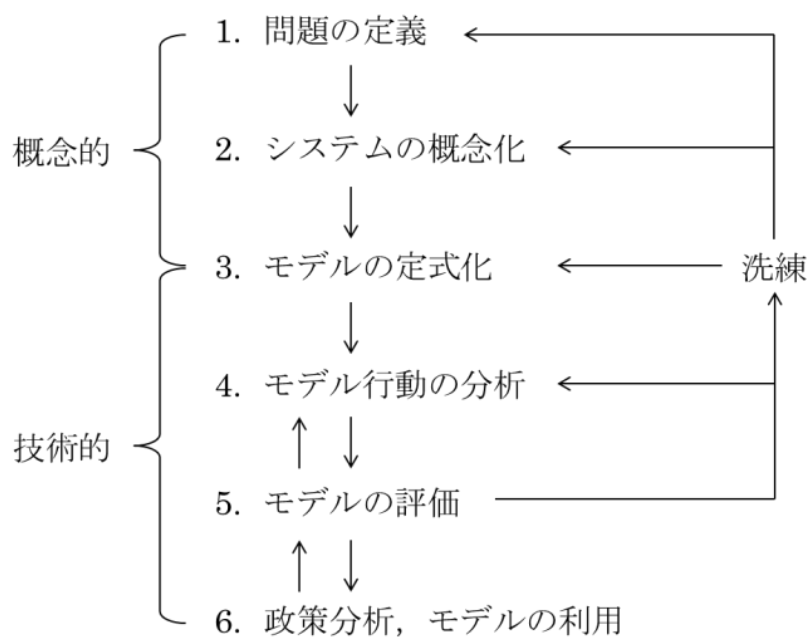 1. 問題の定義
概念的
2. システムの概念化
3. モデルの定式化
洗練
4. モデル行動の分析
技術的
5. モデルの評価
6. 政策分析，モデルの利用